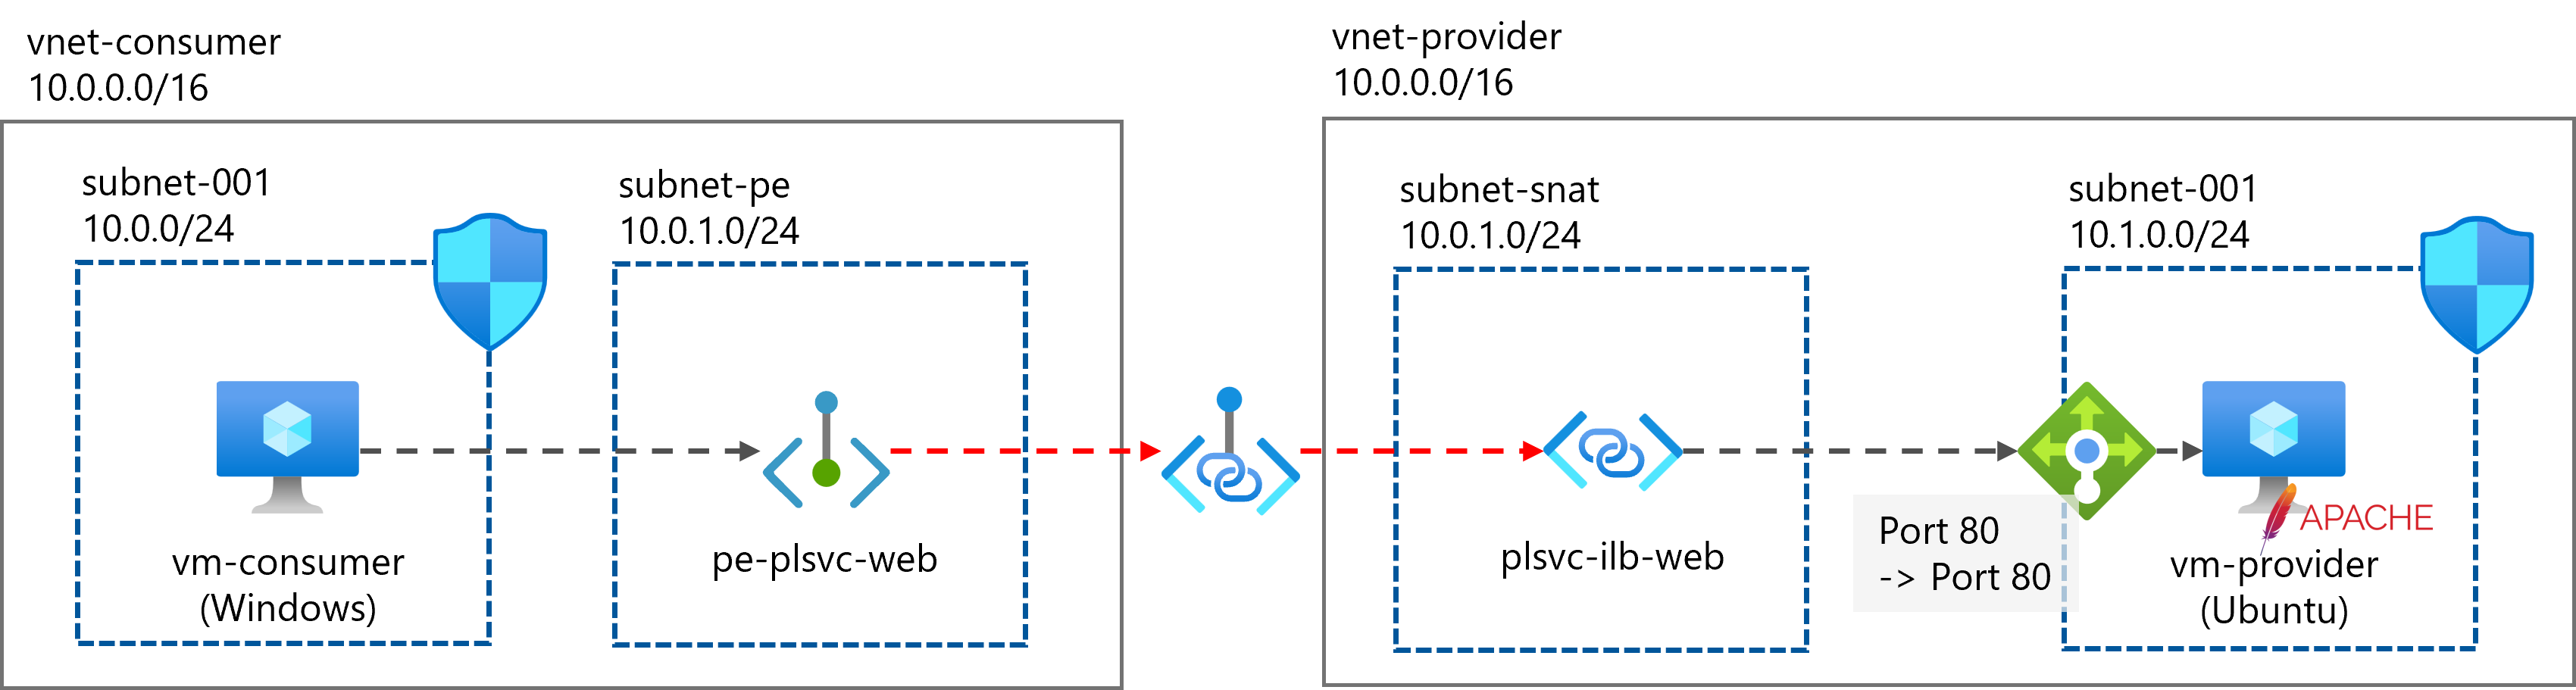 vnet-consumer
10.0.0.0/16
subnet-001
10.0.0/24
subnet-pe
10.0.1.0/24
vm-consumer
(Windows)
pe-plsvc-web
vnet-provider
10.0.0.0/16
subnet-snat
10.0.1.0/24
subnet-001
10.1.0.0/24
plsvc-ilb-web
Port 80
-> Port 80
APACHE
vm-provider
(Ubuntu)